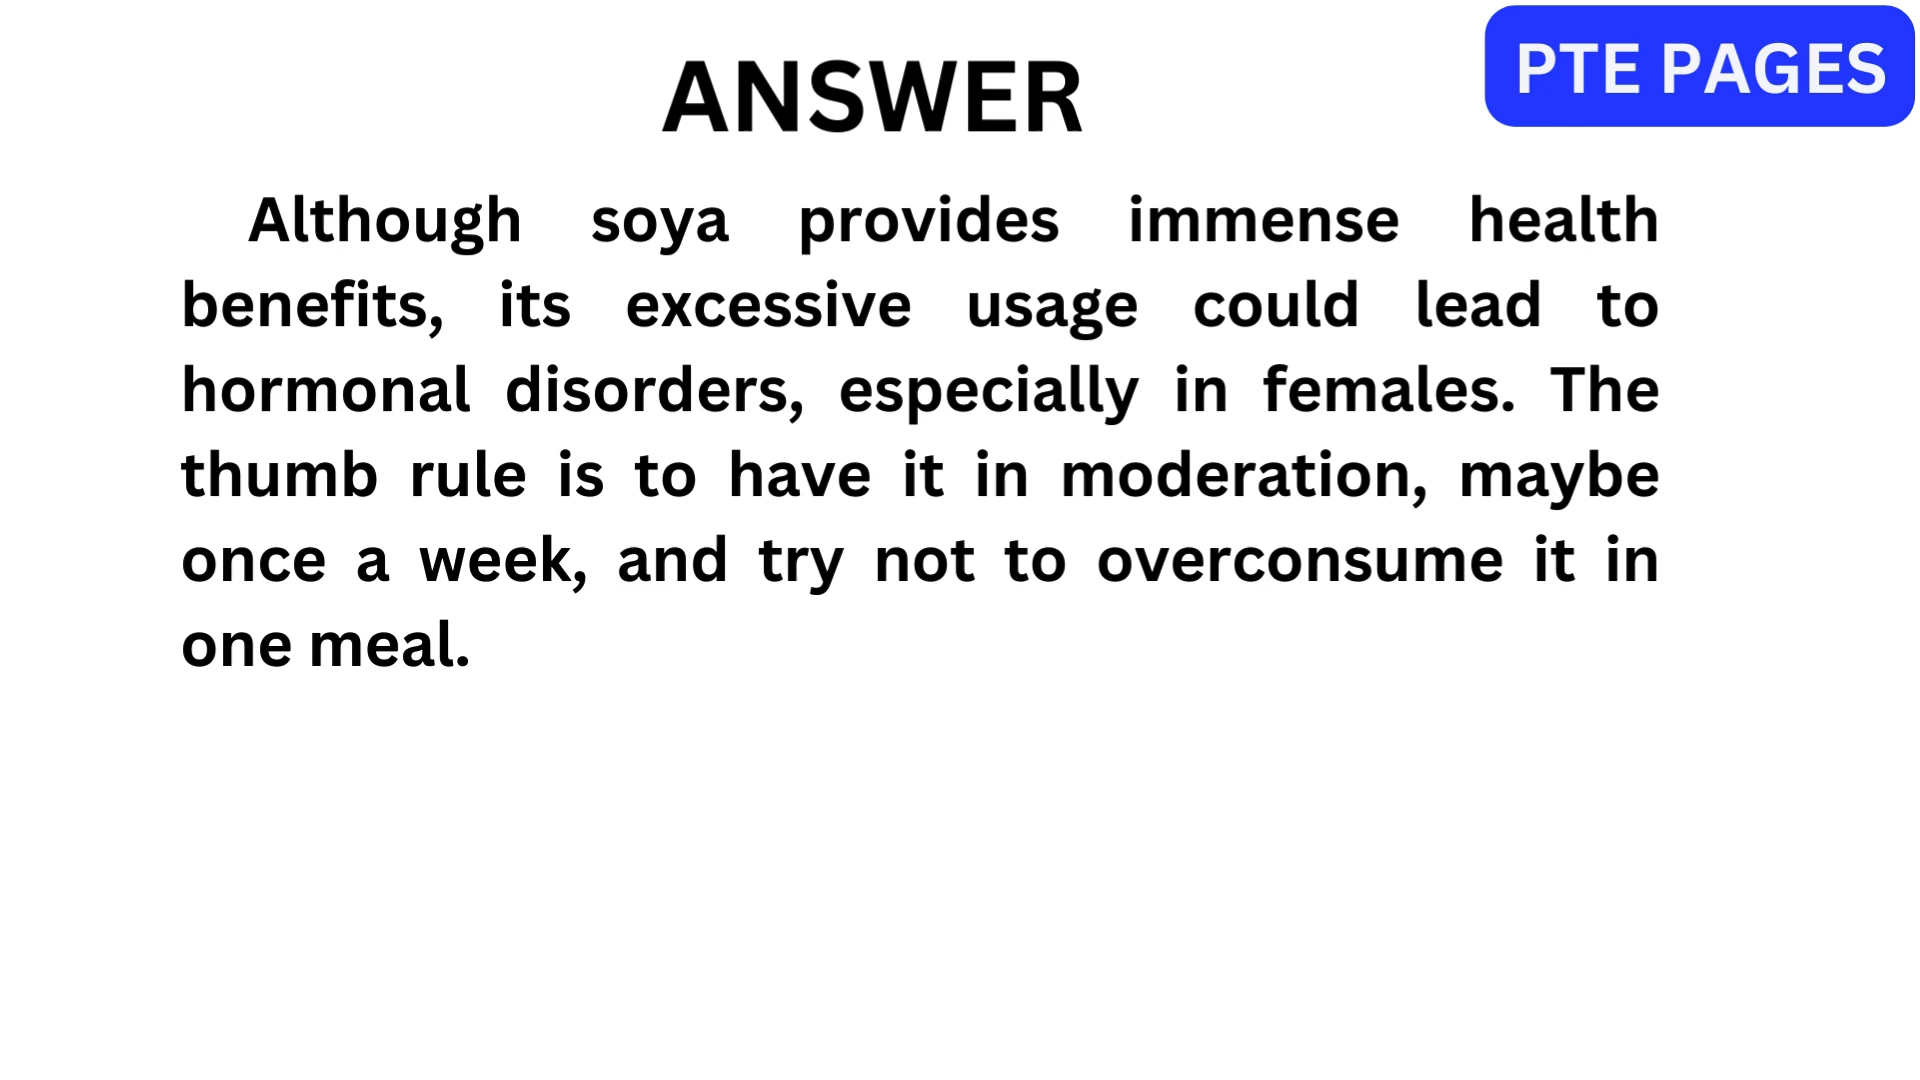 PTE PAGES
ANSWER
Although soya provides immense health
benefits, its excessive usage could lead to
hormonal disorders, especially in females. The
thumb rule is to have it in moderation, maybe
once a week, and try not to overconsume it in
one meal.